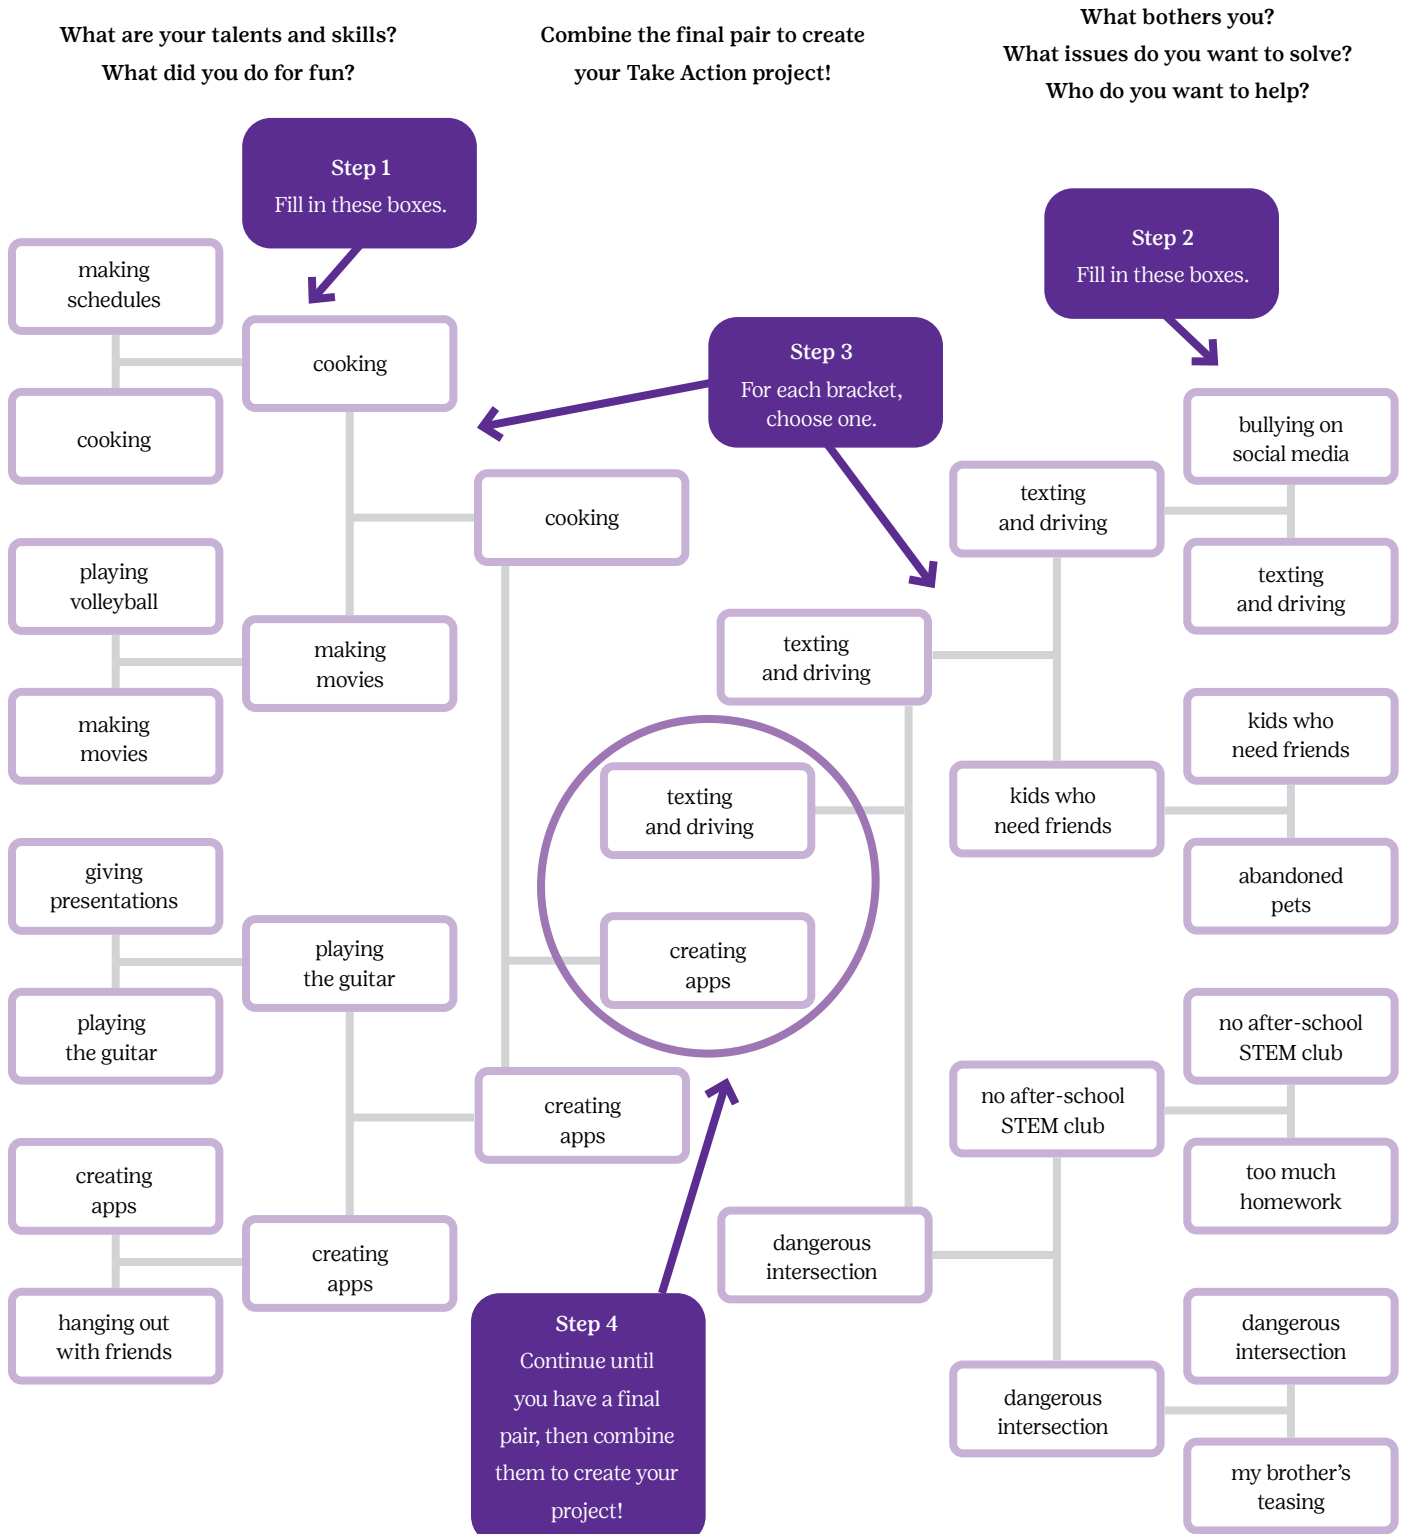 What are your talents and skills?
What did you do for fun?
Combine the final pair to create
your Take Action project!
What bothers you?
What issues do you want to solve?
Who do you want to help?
Step 1
Fill in these boxes.
making
schedules
cooking
cooking
playing
volleyball
making
movies
making
movies
cooking
giving
presentations
playing
the guitar
playing
the guitar
creating
apps
hanging out
with friends
creating
apps
creating
apps
Step 2
Fill in these boxes.
bullying on
social media
texting
and driving
texting
and driving
kids who
need friends
abandoned
pets
kids who
need friends
texting
and driving
no after-school
STEM club
too much
homework
no after-school
STEM club
dangerous
intersection
my brother’s
teasing
dangerous
intersection
dangerous
intersection
Step 3
For each bracket,
choose one.
texting
and driving
creating
apps
Step 4
Continue until
you have a final
pair, then combine
them to create your
project!